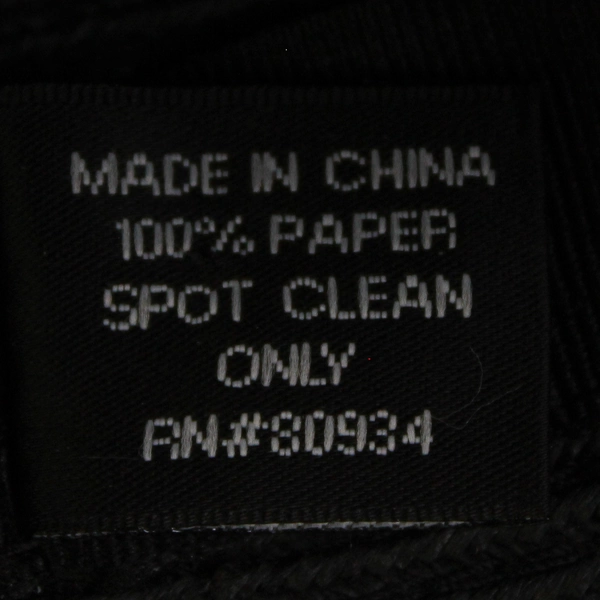 MADE IN CHINA
100% PAPER
SPOT CLEAN
ONLY
RN#80934